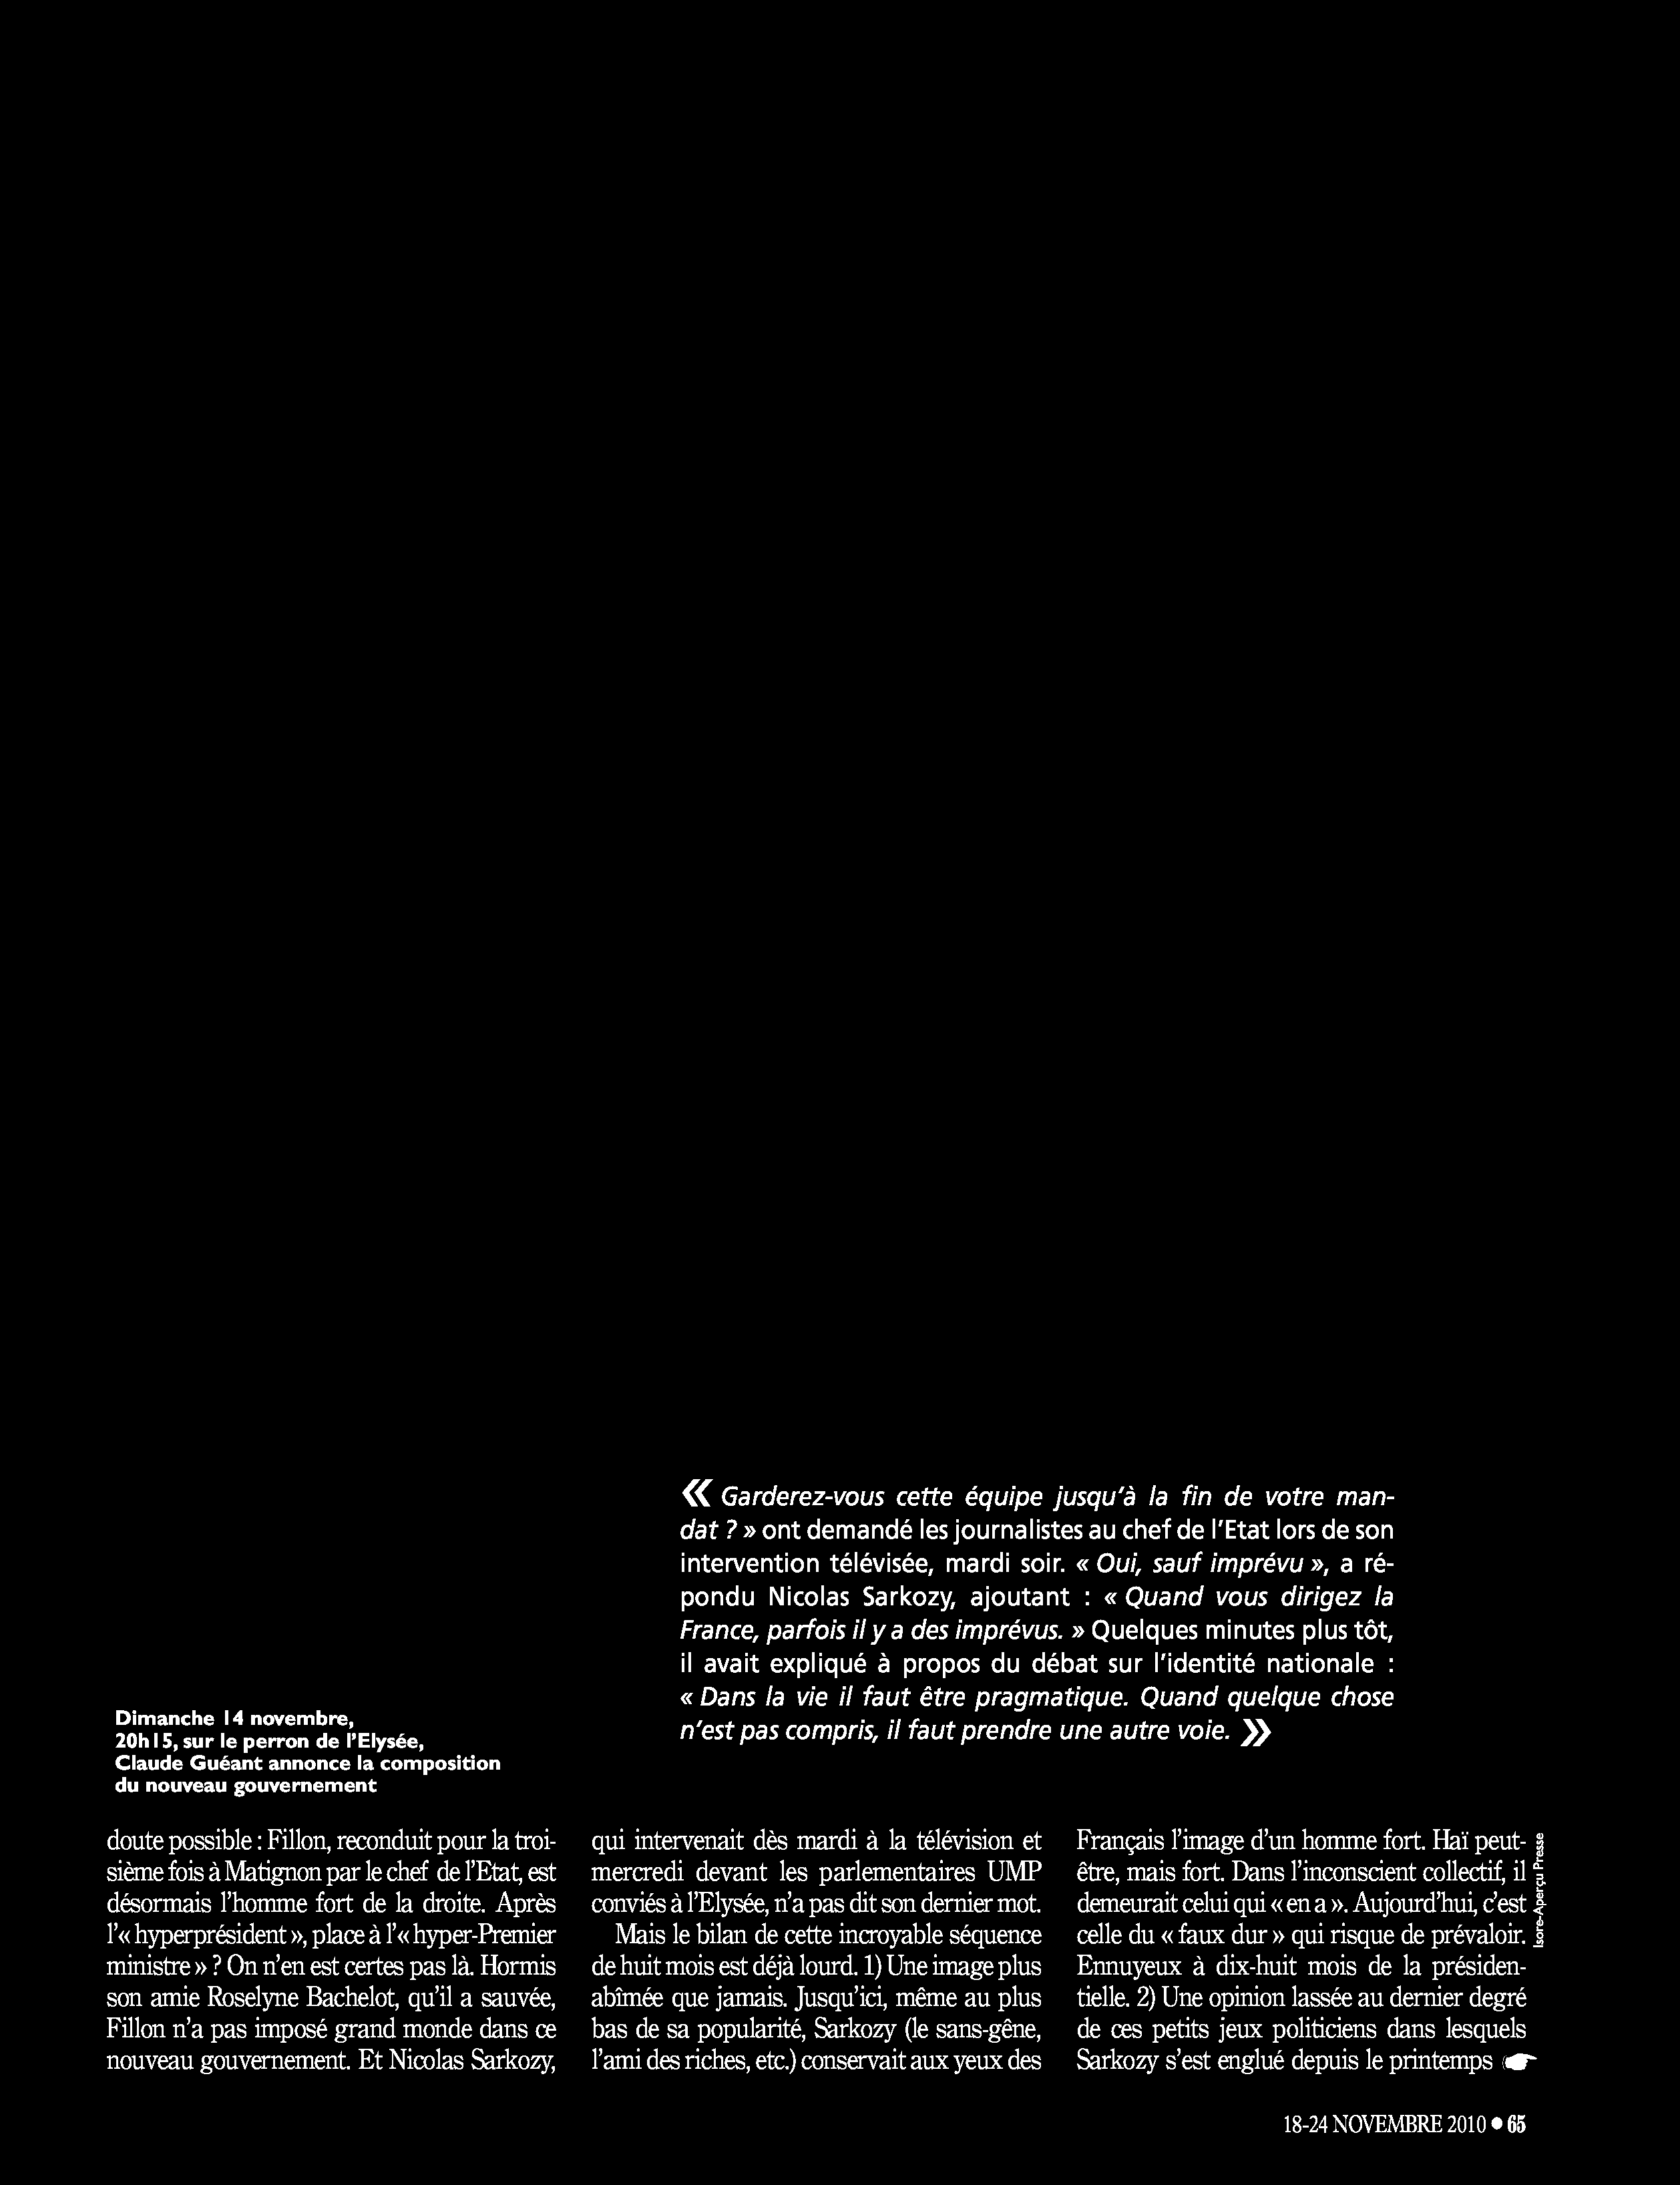 « Garderez-vous cette équipe jusqu'à la fin de votre man-
dat ? » ont demandé les journalistes au chef de l'Etat lors de son
intervention télévisée, mardi soir. « Oui, sauf imprévu », a ré-
pondu Nicolas Sarkozy, ajoutant : « Quand vous dirigez la
France, parfois il y a des imprévus. » Quelques minutes plus tôt,
il avait expliqué à propos du débat sur l'identité nationale :
« Dans la vie il faut être pragmatique. Quand quelque chose
n'est pas compris, il faut prendre une autre voie. »
Dimanche 14 novembre,
20h15, sur le perron de l'Elysée,
Claude Guéant annonce la composition
du nouveau gouvernement
doute possible : Fillon, reconduit pour la troi-
sième fois à Matignon par le chef de l'Etat, est
désormais l'homme fort de la droite. Après
l'« hyperprésident », place à l'« hyper-Premier
ministre » ? On n'en est certes pas là. Hormis
son amie Roselyne Bachelot, qu'il a sauvée,
Fillon n'a pas imposé grand monde dans ce
nouveau gouvernement. Et Nicolas Sarkozy,
qui intervenait dès mardi à la télévision et
mercredi devant les parlementaires UMP
conviés à l'Elysée, n'a pas dit son dernier mot.
Mais le bilan de cette incroyable séquence
de huit mois est déjà lourd. 1) Une image plus
abîmée que jamais. Jusqu'ici, même au plus
bas de sa popularité, Sarkozy (le sans-gêne,
l'ami des riches, etc.) conservait aux yeux des
Français l'image d'un homme fort. Haï peut-
être, mais fort. Dans l'inconscient collectif, il
demeurait celui qui « en a ». Aujourd'hui, c'est
celle du « faux dur » qui risque de prévaloir.
Ennuyeux à dix-huit mois de la présiden-
tielle. 2) Une opinion lassée au dernier degré
de ces petits jeux politiciens dans lesquels
Sarkozy s'est englué depuis le printemps
Isore-Aperçu Presse
18-24 NOVEMBRE 2010 • 65